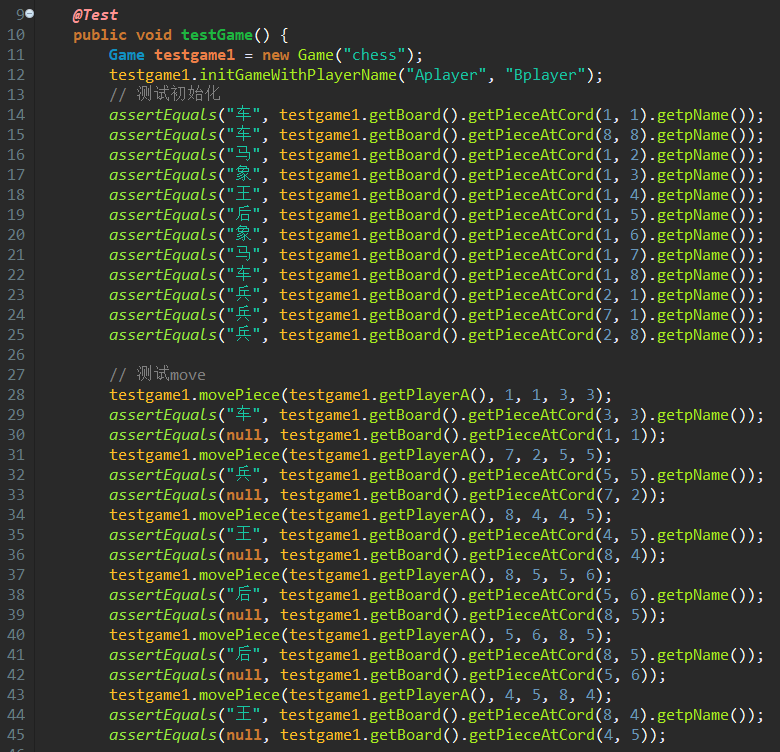 9 @Test
10 public void testGame() {
11 Game testgame1 = new Game("chess");
12 testgame1.initGameWithPlayerName("Aplayer", "Bplayer");
13 // 测试初始化
14 assertEquals("车", testgame1.getBoard().getPieceAtCord(1, 1).getpName());
15 assertEquals("车", testgame1.getBoard().getPieceAtCord(8, 8).getpName());
16 assertEquals("马", testgame1.getBoard().getPieceAtCord(1, 2).getpName());
17 assertEquals("象", testgame1.getBoard().getPieceAtCord(1, 3).getpName());
18 assertEquals("王", testgame1.getBoard().getPieceAtCord(1, 4).getpName());
19 assertEquals("后", testgame1.getBoard().getPieceAtCord(1, 5).getpName());
20 assertEquals("象", testgame1.getBoard().getPieceAtCord(1, 6).getpName());
21 assertEquals("马", testgame1.getBoard().getPieceAtCord(1, 7).getpName());
22 assertEquals("车", testgame1.getBoard().getPieceAtCord(1, 8).getpName());
23 assertEquals("兵", testgame1.getBoard().getPieceAtCord(2, 1).getpName());
24 assertEquals("兵", testgame1.getBoard().getPieceAtCord(7, 1).getpName());
25 assertEquals("兵", testgame1.getBoard().getPieceAtCord(2, 8).getpName());
26
27 // 测试move
28 testgame1.movePiece(testgame1.getPlayerA(), 1, 1, 3, 3);
29 assertEquals("车", testgame1.getBoard().getPieceAtCord(3, 3).getpName());
30 assertEquals(null, testgame1.getBoard().getPieceAtCord(1, 1));
31 testgame1.movePiece(testgame1.getPlayerA(), 7, 2, 5, 5);
32 assertEquals("兵", testgame1.getBoard().getPieceAtCord(5, 5).getpName());
33 assertEquals(null, testgame1.getBoard().getPieceAtCord(7, 2));
34 testgame1.movePiece(testgame1.getPlayerA(), 8, 4, 4, 5);
35 assertEquals("王", testgame1.getBoard().getPieceAtCord(4, 5).getpName());
36 assertEquals(null, testgame1.getBoard().getPieceAtCord(8, 4));
37 testgame1.movePiece(testgame1.getPlayerA(), 8, 5, 5, 6);
38 assertEquals("后", testgame1.getBoard().getPieceAtCord(5, 6).getpName());
39 assertEquals(null, testgame1.getBoard().getPieceAtCord(8, 5));
40 testgame1.movePiece(testgame1.getPlayerA(), 5, 6, 8, 5);
41 assertEquals("后", testgame1.getBoard().getPieceAtCord(8, 5).getpName());
42 assertEquals(null, testgame1.getBoard().getPieceAtCord(5, 6));
43 testgame1.movePiece(testgame1.getPlayerA(), 4, 5, 8, 4);
44 assertEquals("王", testgame1.getBoard().getPieceAtCord(8, 4).getpName());
45 assertEquals(null, testgame1.getBoard().getPieceAtCord(4, 5));